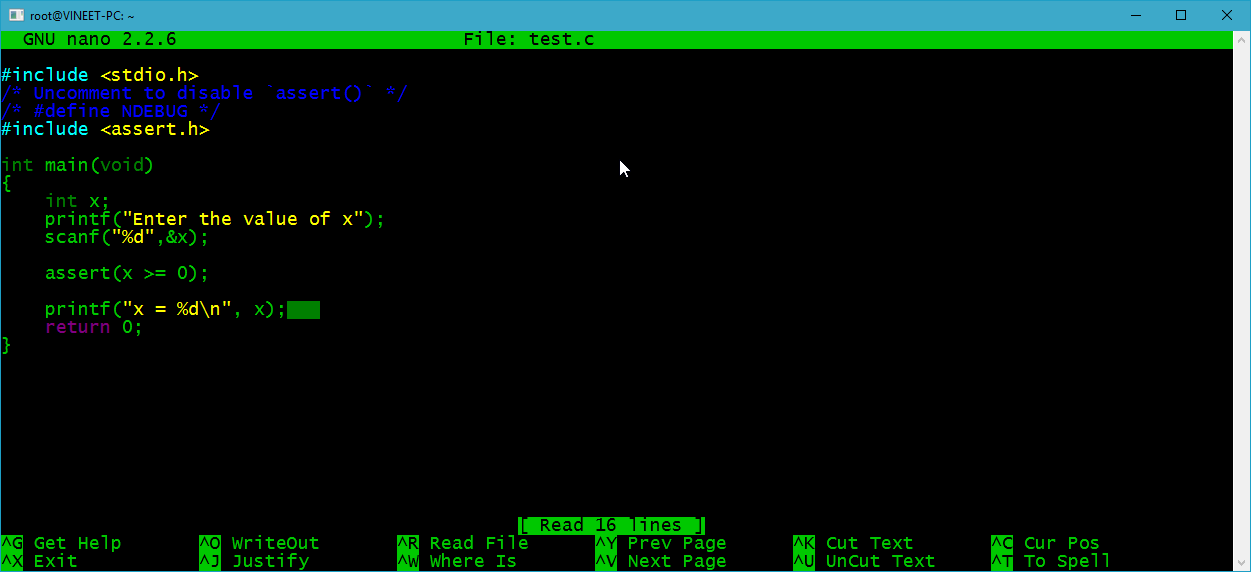 root@VINEET-PC: ~
GNU nano 2.2.6 File: test.c
#include <stdio.h>
/* Uncomment to disable `assert()` */
/* #define NDEBUG */
#include <assert.h>
int main(void)
{
    int x;
    printf("Enter the value of x");
    scanf("%d",&x);
    assert(x >= 0);
    printf("x = %d\n", x);
    return 0;
}
[ Read 16 lines ]
^G Get Help ^O WriteOut ^R Read File ^Y Prev Page ^K Cut Text ^C Cur Pos
^X Exit ^J Justify ^W Where Is ^V Next Page ^U UnCut Text ^T To Spell